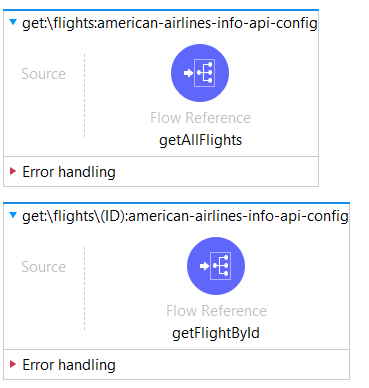 get:\flights:american-airlines-info-api-config
Source
Flow Reference
getAllFlights
Error handling
get:\flights\(ID):american-airlines-info-api-config
Source
Flow Reference
getFlightById
Error handling